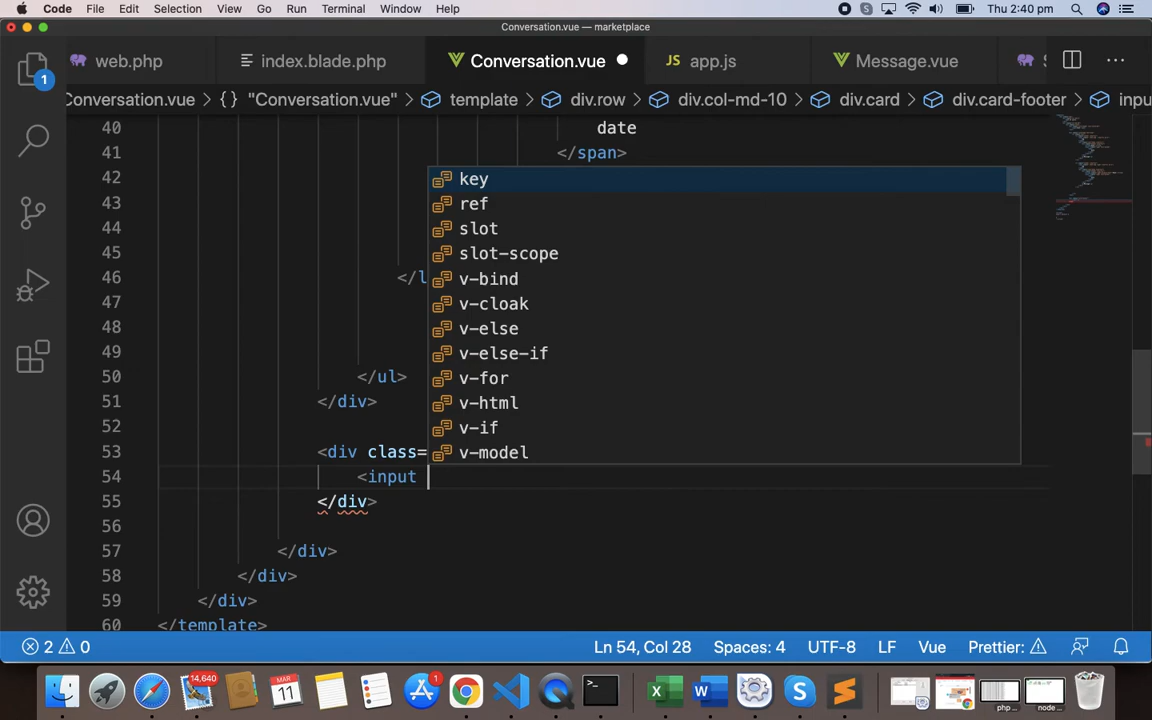 Code File Edit Selection View Go Run Terminal Window Help Thu 2:40 pm
Conversation.vue — marketplace
web.php index.blade.php Conversation.vue app.js Message.vue
Conversation.vue > {} "Conversation.vue" > template > div.row > div.col-md-10 > div.card > div.card-footer > inpu
40 date
41 </span>
42 key
43 ref
44 slot
45 slot-scope
46 </l v-bind
47 v-cloak
48 v-else
49 v-else-if
50 </ul> v-for
51 </div> v-html
52 v-if
53 <div class= v-model
54 <input
55 </div>
56
57 </div>
58 </div>
59 </div>
60 </template>
1
2 0 Ln 54, Col 28 Spaces: 4 UTF-8 LF Vue Prettier:
14,640
MAR
11
1
php
node